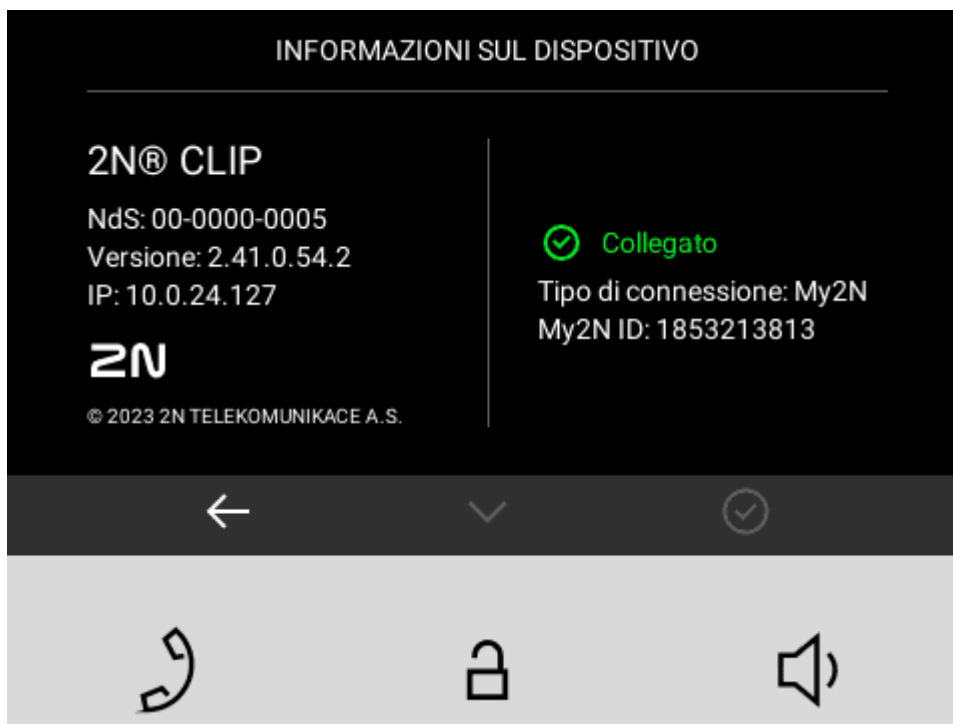 INFORMAZIONI SUL DISPOSITIVO
2N® CLIP
NdS: 00-0000-0005
Versione: 2.41.0.54.2
IP: 10.0.24.127
2N
© 2023 2N TELEKOMUNIKACE A.S.
Collegato
Tipo di connessione: My2N
My2N ID: 1853213813